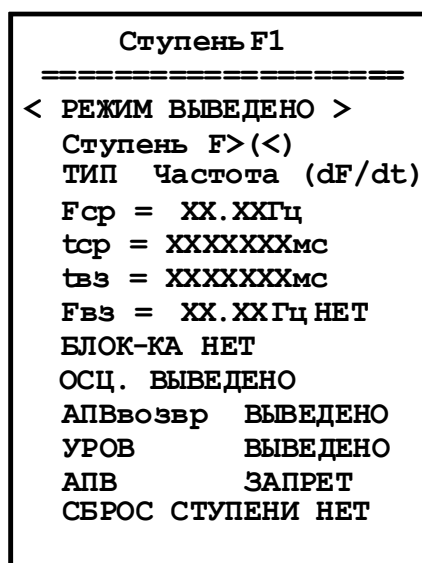 Ступень F1
====================
< РЕЖИМ ВЫВЕДЕНО >
Ступень F>(<)
ТИП Частота (dF/dt)
Fср = XX.XXГц
tср = XXXXXXXмс
tвз = XXXXXXXмс
Fвз = XX.XXГц НЕТ
БЛОК-КА НЕТ
ОСЦ. ВЫВЕДЕНО
АПВвозвр ВЫВЕДЕНО
УРОВ ВЫВЕДЕНО
АПВ ЗАПРЕТ
СБРОС СТУПЕНИ НЕТ